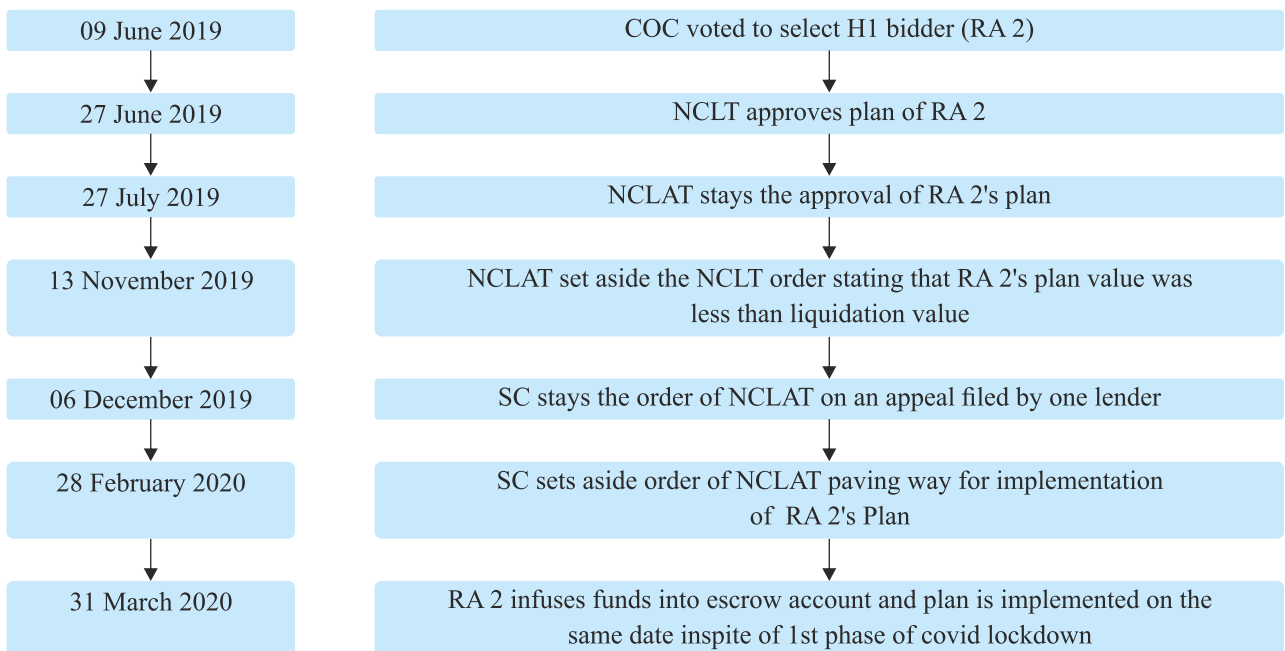 09 June 2019
COC voted to select H1 bidder (RA 2)
27 June 2019
NCLT approves plan of RA 2
27 July 2019
NCLAT stays the approval of RA 2's plan
13 November 2019
NCLAT set aside the NCLT order stating that RA 2's plan value was
less than liquidation value
06 December 2019
SC stays the order of NCLAT on an appeal filed by one lender
28 February 2020
SC sets aside order of NCLAT paving way for implementation
of RA 2's Plan
31 March 2020
RA 2 infuses funds into escrow account and plan is implemented on the
same date inspite of 1st phase of covid lockdown